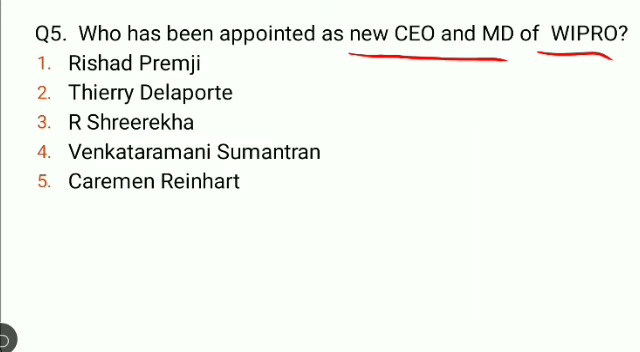 Q5. Who has been appointed as new CEO and MD of WIPRO?
1. Rishad Premji
2. Thierry Delaporte
3. R Shreerekha
4. Venkataramani Sumantran
5. Caremen Reinhart